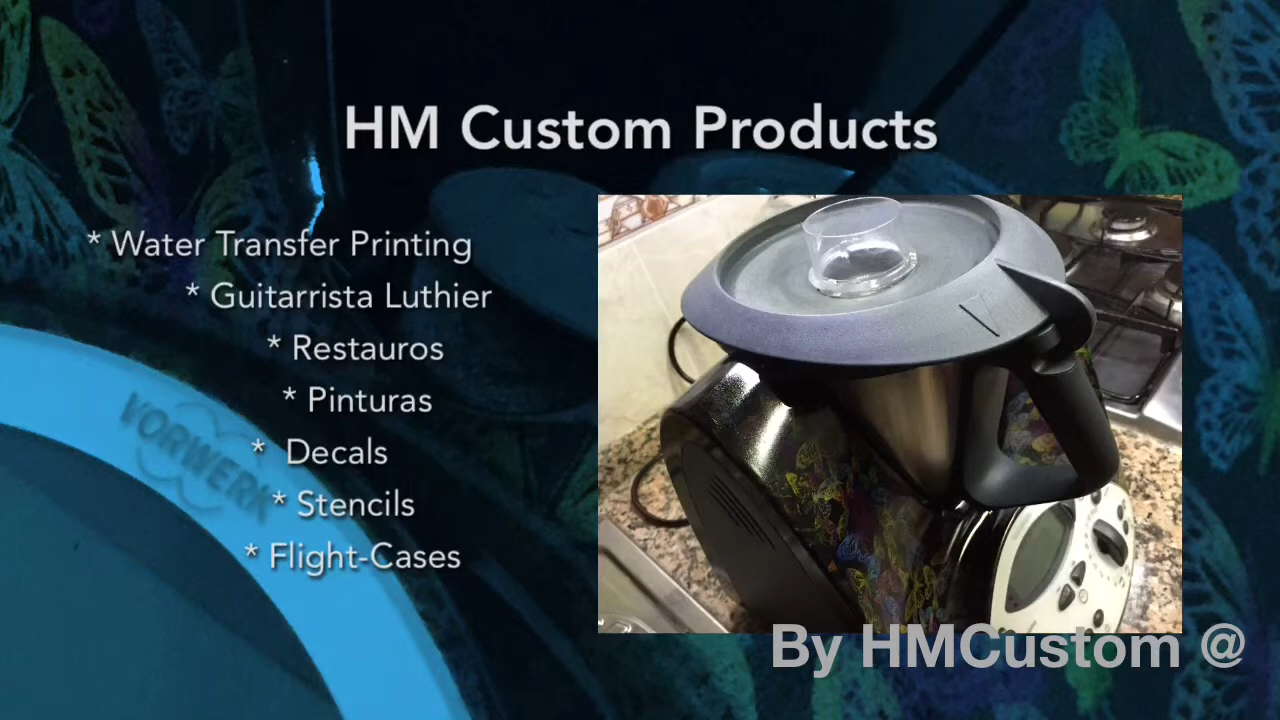 HM Custom Products
* Water Transfer Printing
* Guitarrista Luthier
* Restauros
* Pinturas
* Decals
* Stencils
* Flight-Cases
VORWERK
By HMCustom @